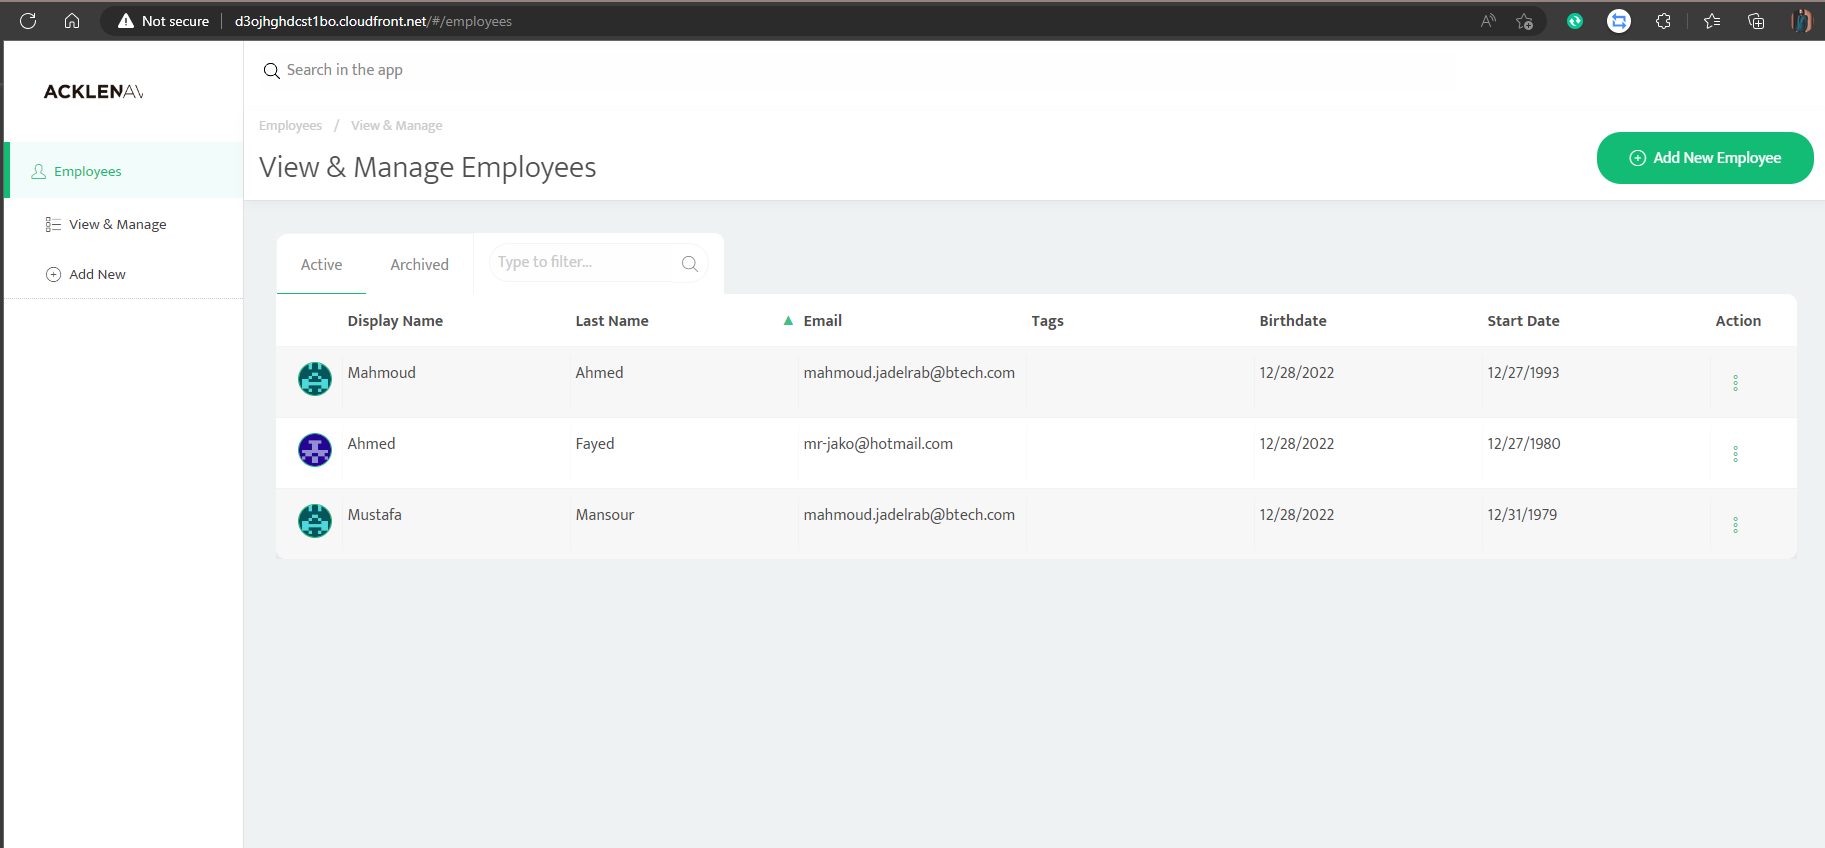 Not secure d3ojhghdcst1bo.cloudfront.net/#/employees
ACKLENAV
Search in the app
Employees / View & Manage
View & Manage Employees
Add New Employee
Employees
View & Manage
Add New
Active Archived Type to filter...
Display Name Last Name Email Tags Birthdate Start Date Action
Mahmoud Ahmed mahmoud.jadelrab@btech.com 12/28/2022 12/27/1993
Ahmed Fayed mr-jako@hotmail.com 12/28/2022 12/27/1980
Mustafa Mansour mahmoud.jadelrab@btech.com 12/28/2022 12/31/1979